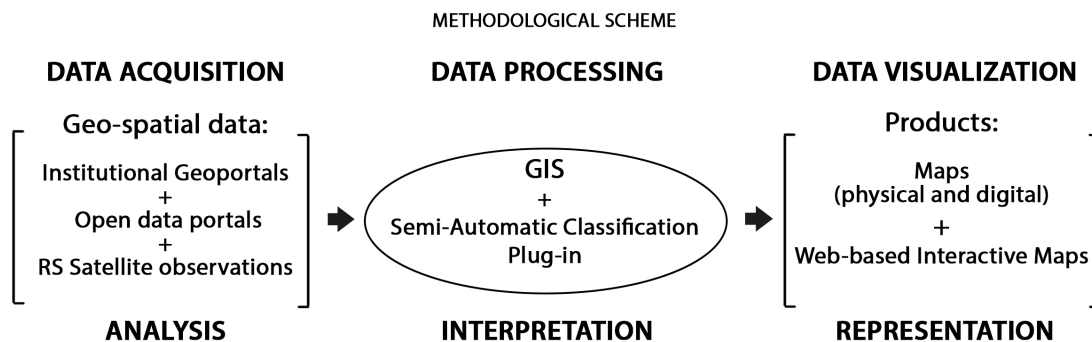 METHODOLOGICAL SCHEME
DATA ACQUISITION
Geo-spatial data:
Institutional Geoportals
+
Open data portals
+
RS Satellite observations
ANALYSIS
DATA PROCESSING
GIS
+
Semi-Automatic Classification
Plug-in
INTERPRETATION
DATA VISUALIZATION
Products:
Maps
(physical and digital)
+
Web-based Interactive Maps
REPRESENTATION